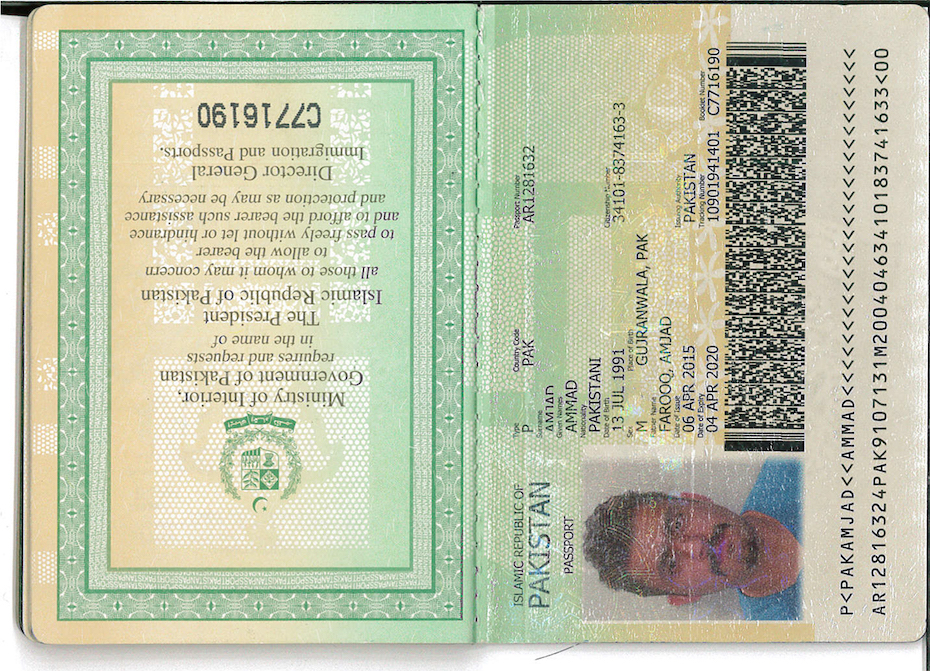 Ministry of Interior,
Government of Pakistan
requires and requests
in the name of
The President
Islamic Republic of Pakistan
all those to whom it may concern
to allow the bearer
to pass freely without let or hindrance
and to afford the bearer such assistance
and protection as may be necessary
Director General
Immigration and Passports.
C7716190
ISLAMIC REPUBLIC OF
PAKISTAN
PASSPORT
Type Country Code Passport Number
P PAK AR1281632
Surname
AMJAD
Given Names
AMMAD
Nationality
PAKISTANI
Date of Birth Citizenship Number
13 JUL 1991 34101-8374163-3
Sex Place of Birth
M GUJRANWALA, PAK
Father Name
FAROOQ, AMJAD
Date of Issue Issuing Authority
06 APR 2015 PAKISTAN
Date of Expiry Tracking Number Booklet Number
04 APR 2020 10901941401 C7716190
P<PAKAMJAD<<AMMAD<<<<<<<<<<<<<<<<<<<<<<<<<<<
AR12816324PAK9107131M20040463410183741633<00